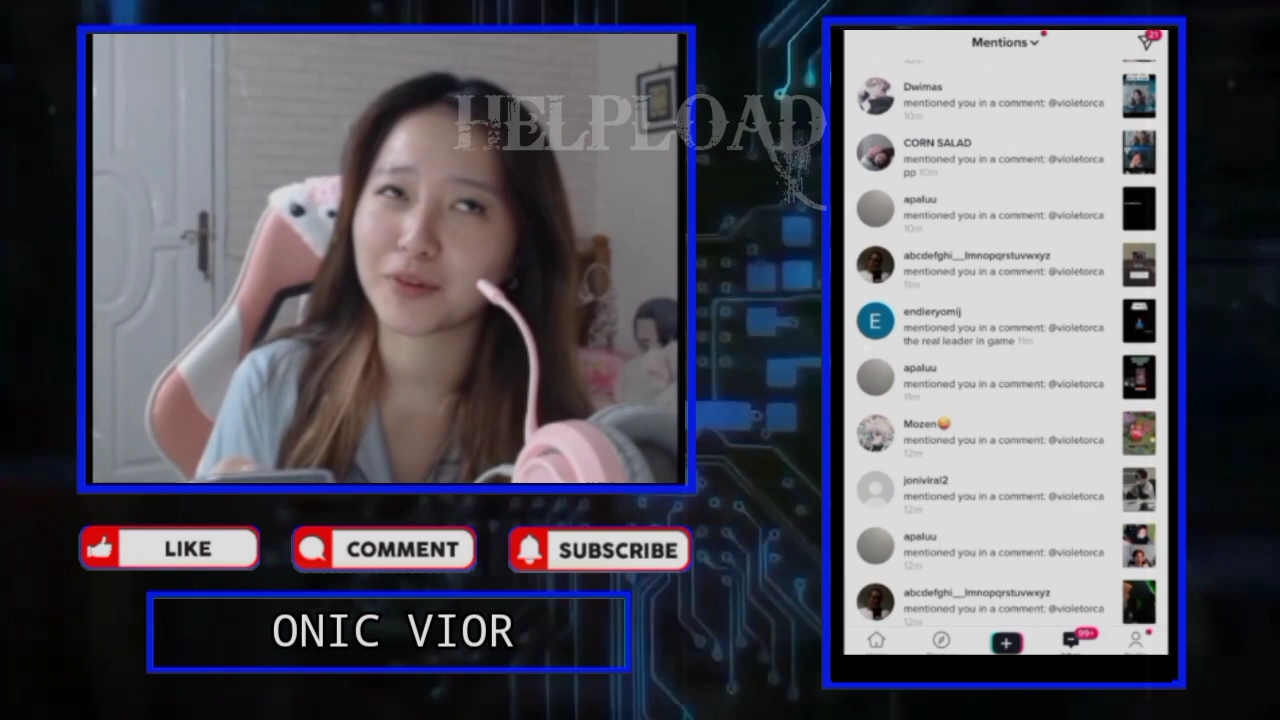 HELPLOAD
LIKE
COMMENT
SUBSCRIBE
ONIC VIOR
Mentions
21
Dwimas
mentioned you in a comment: @violetorca
10m
CORN SALAD
mentioned you in a comment: @violetorca
pp 10m
apaluu
mentioned you in a comment: @violetorca
10m
abcdefghi__lmnopqrstuvwxyz
mentioned you in a comment: @violetorca
11m
E
endieryomij
mentioned you in a comment: @violetorca
the real leader in game 11m
apaluu
mentioned you in a comment: @violetorca
11m
Mozen😛
mentioned you in a comment: @violetorca
12m
joniviral2
mentioned you in a comment: @violetorca
12m
apaluu
mentioned you in a comment: @violetorca
12m
abcdefghi__lmnopqrstuvwxyz
mentioned you in a comment: @violetorca
12m
99+